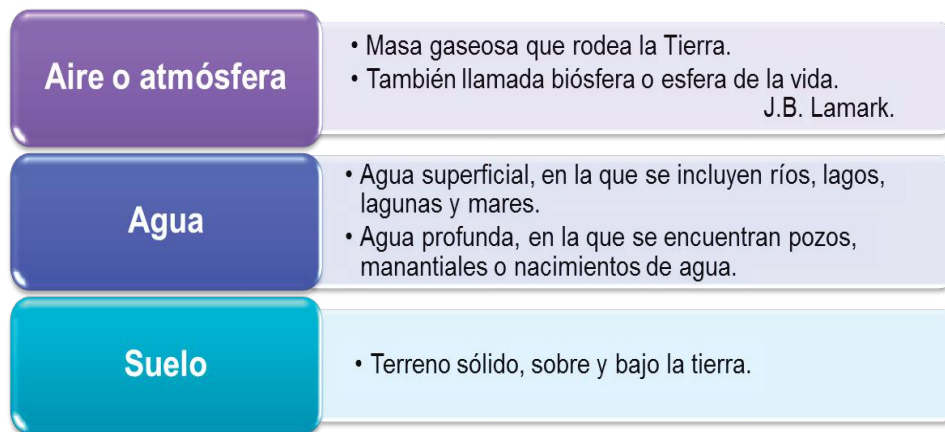 Aire o atmósfera
• Masa gaseosa que rodea la Tierra.
• También llamada biósfera o esfera de la vida.
J.B. Lamark.
Agua
• Agua superficial, en la que se incluyen ríos, lagos,
lagunas y mares.
• Agua profunda, en la que se encuentran pozos,
manantiales o nacimientos de agua.
Suelo
• Terreno sólido, sobre y bajo la tierra.